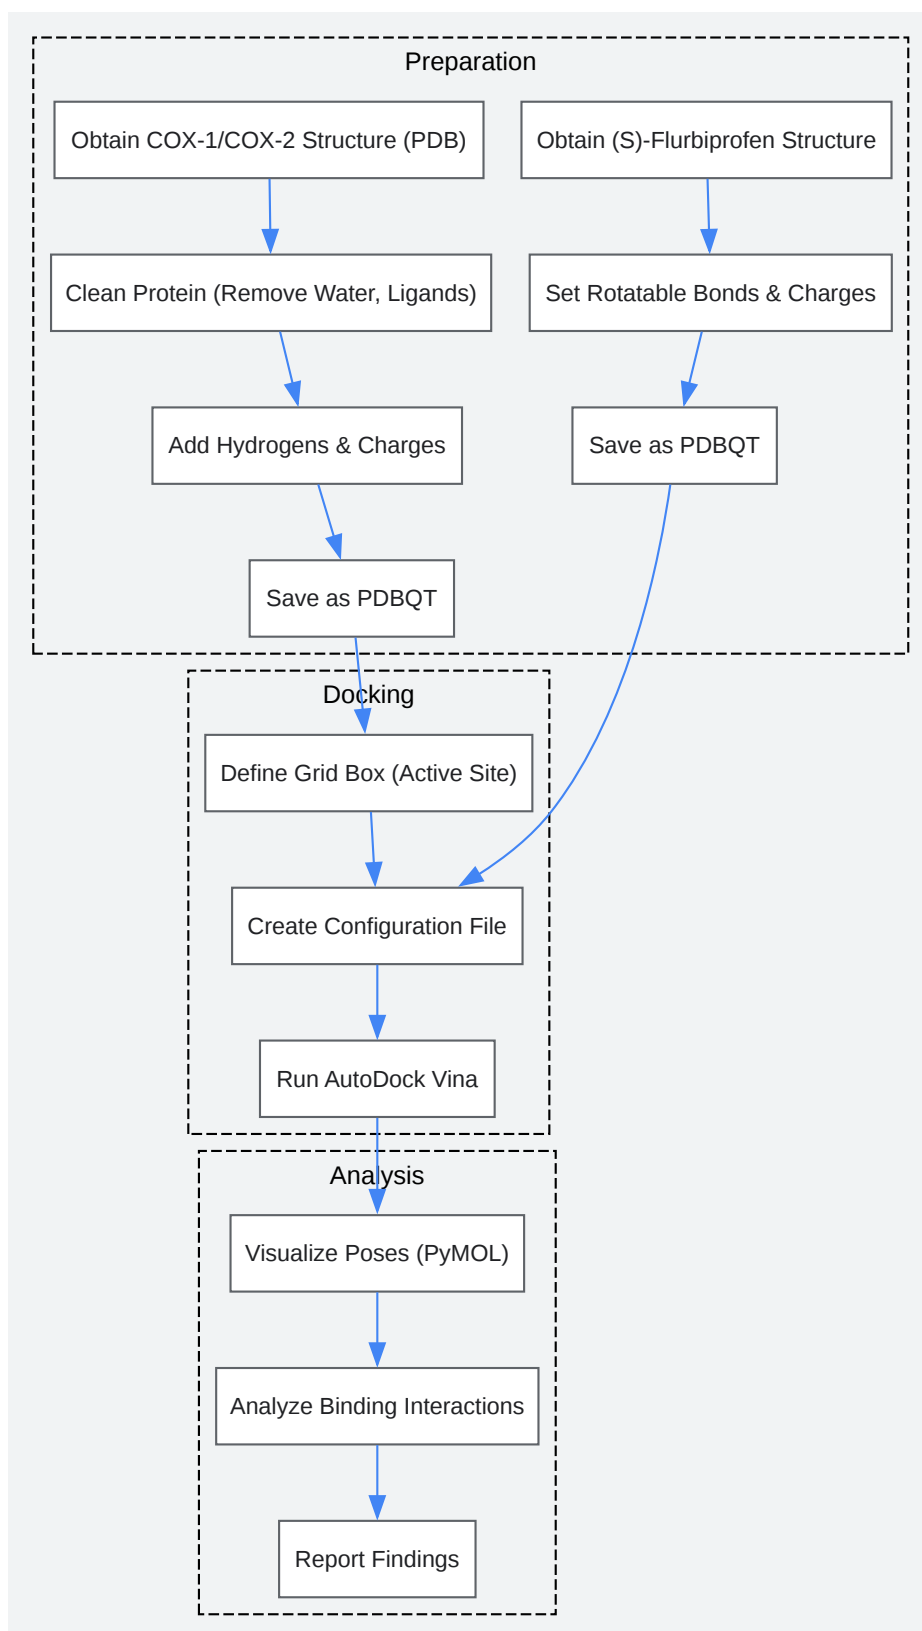 Preparation
Obtain COX-1/COX-2 Structure (PDB)
Obtain (S)-Flurbiprofen Structure
Clean Protein (Remove Water, Ligands)
Set Rotatable Bonds & Charges
Add Hydrogens & Charges
Save as PDBQT
Save as PDBQT
Docking
Define Grid Box (Active Site)
Create Configuration File
Run AutoDock Vina
Analysis
Visualize Poses (PyMOL)
Analyze Binding Interactions
Report Findings